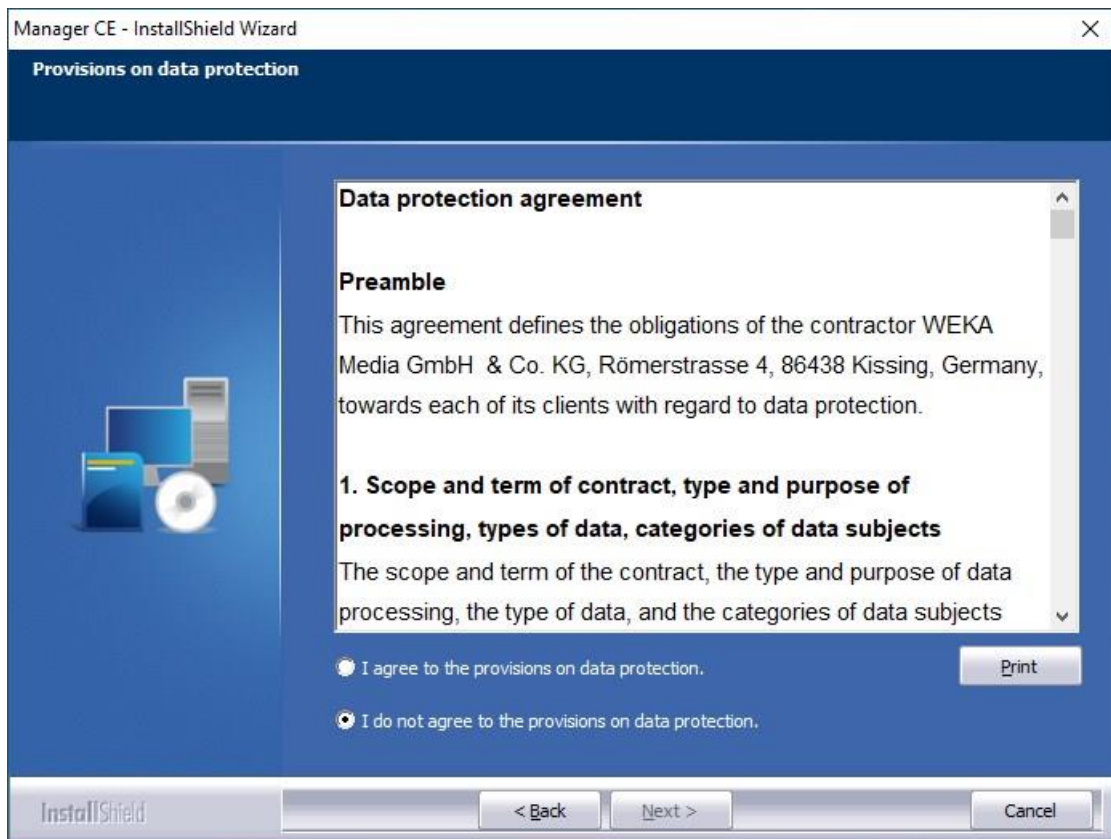 Manager CE - InstallShield Wizard
Provisions on data protection
Data protection agreement
Preamble
This agreement defines the obligations of the contractor WEKA
Media GmbH  & Co. KG, Römerstrasse 4, 86438 Kissing, Germany,
towards each of its clients with regard to data protection.
1. Scope and term of contract, type and purpose of
processing, types of data, categories of data subjects
The scope and term of the contract, the type and purpose of data
processing, the type of data, and the categories of data subjects
I agree to the provisions on data protection.
Print
I do not agree to the provisions on data protection.
InstallShield
< Back
Next >
Cancel